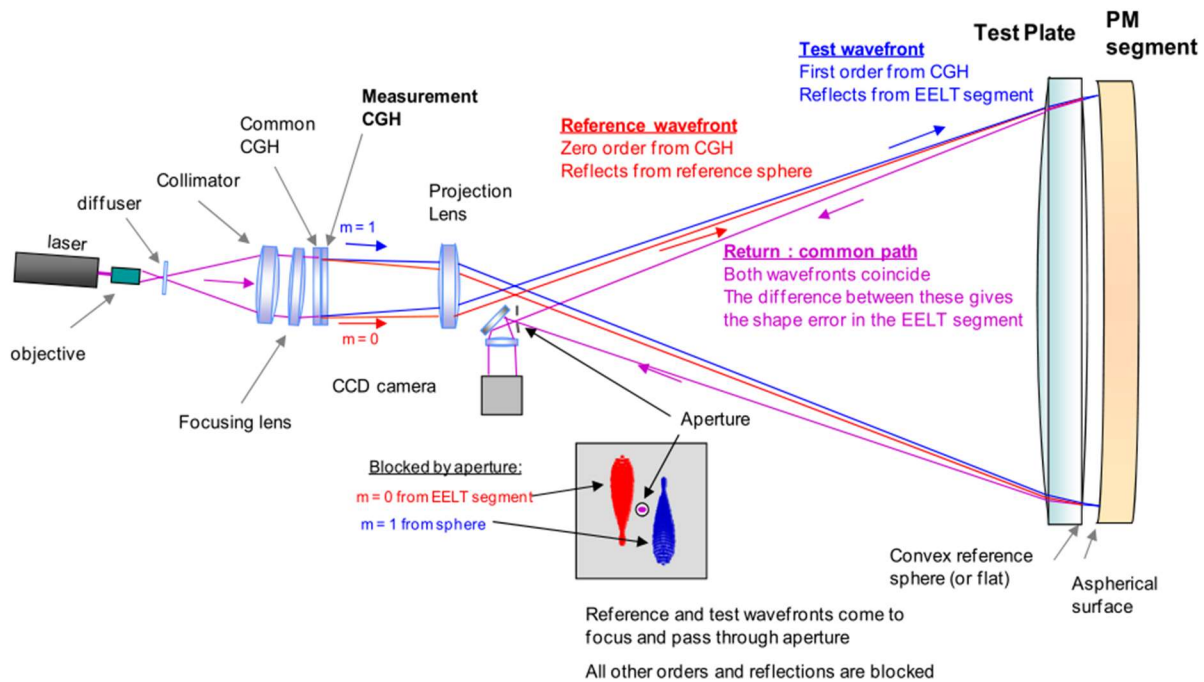 Test Plate
PM
segment
Test wavefront
First order from CGH
Reflects from EELT segment
Measurement
CGH
Common
CGH
Reference wavefront
Zero order from CGH
Reflects from reference sphere
Collimator
Projection
Lens
diffuser
laser
m = 1
Return : common path
Both wavefronts coincide
The difference between these gives
the shape error in the EELT segment
m = 0
objective
CCD camera
Focusing lens
Aperture
Blocked by aperture:
m = 0 from EELT segment
m = 1 from sphere
Convex reference
sphere (or flat)
Aspherical
surface
Reference and test wavefronts come to
focus and pass through aperture
All other orders and reflections are blocked